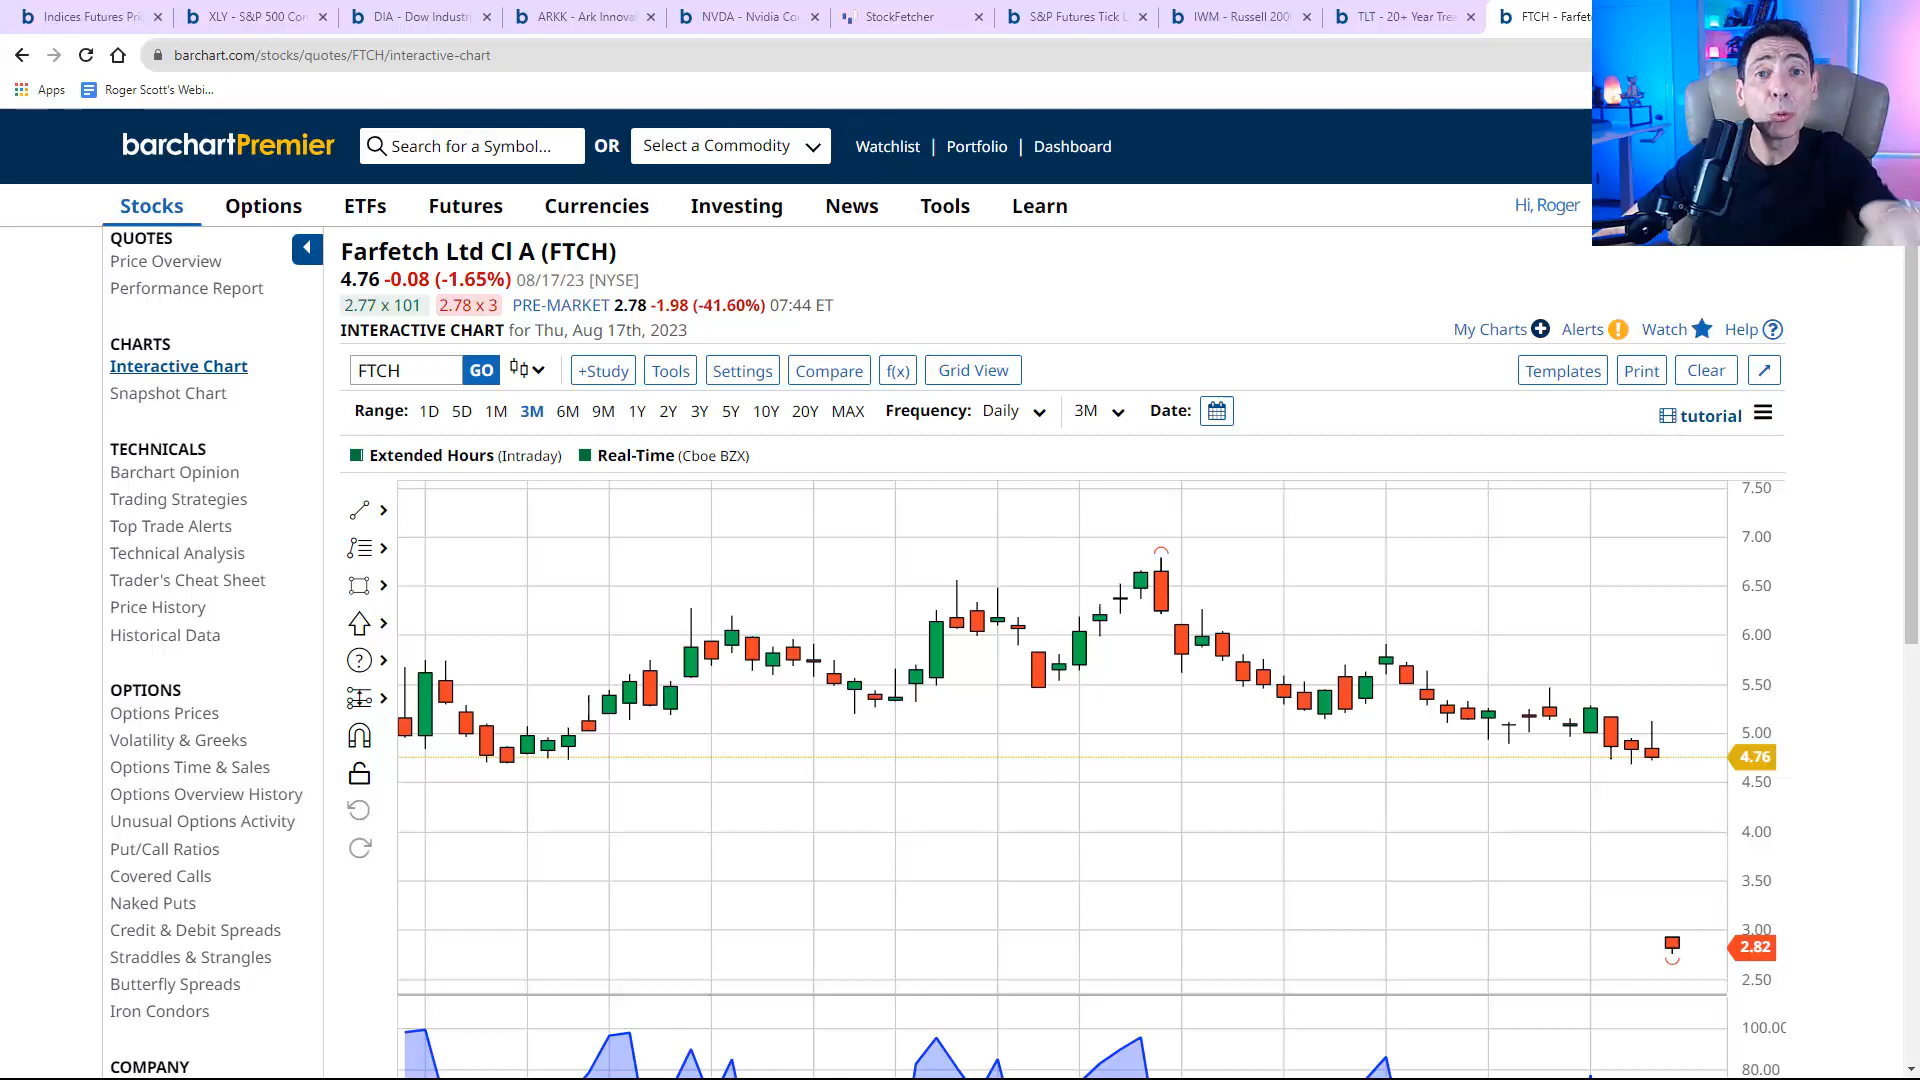 Indices Futures Pri
XLY - S&P 500 Con
DIA - Dow Industri
ARKK - Ark Innova
NVDA - Nvidia Co
StockFetcher
S&P Futures Tick L
IWM - Russell 200
TLT - 20+ Year Trea
FTCH - Farfet
barchart.com/stocks/quotes/FTCH/interactive-chart
Apps
Roger Scott's Webi...
barchartPremier
Search for a Symbol...
OR
Select a Commodity
Watchlist | Portfolio | Dashboard
Stocks
Options
ETFs
Futures
Currencies
Investing
News
Tools
Learn
Hi, Roger
QUOTES
Price Overview
Performance Report
CHARTS
Interactive Chart
Snapshot Chart
TECHNICALS
Barchart Opinion
Trading Strategies
Top Trade Alerts
Technical Analysis
Trader's Cheat Sheet
Price History
Historical Data
OPTIONS
Options Prices
Volatility & Greeks
Options Time & Sales
Options Overview History
Unusual Options Activity
Put/Call Ratios
Covered Calls
Naked Puts
Credit & Debit Spreads
Straddles & Strangles
Butterfly Spreads
Iron Condors
COMPANY
Farfetch Ltd Cl A (FTCH)
4.76 -0.08 (-1.65%) 08/17/23 [NYSE]
2.77 x 101 2.78 x 3 PRE-MARKET 2.78 -1.98 (-41.60%) 07:44 ET
INTERACTIVE CHART for Thu, Aug 17th, 2023
My Charts Alerts Watch Help
FTCH GO +Study Tools Settings Compare f(x) Grid View
Templates Print Clear
Range: 1D 5D 1M 3M 6M 9M 1Y 2Y 3Y 5Y 10Y 20Y MAX Frequency: Daily 3M Date:
tutorial
Extended Hours (Intraday) Real-Time (Cboe BZX)
7.50
7.00
6.50
6.00
5.50
5.00
4.76
4.50
4.00
3.50
3.00
2.82
2.50
100.00
80.00